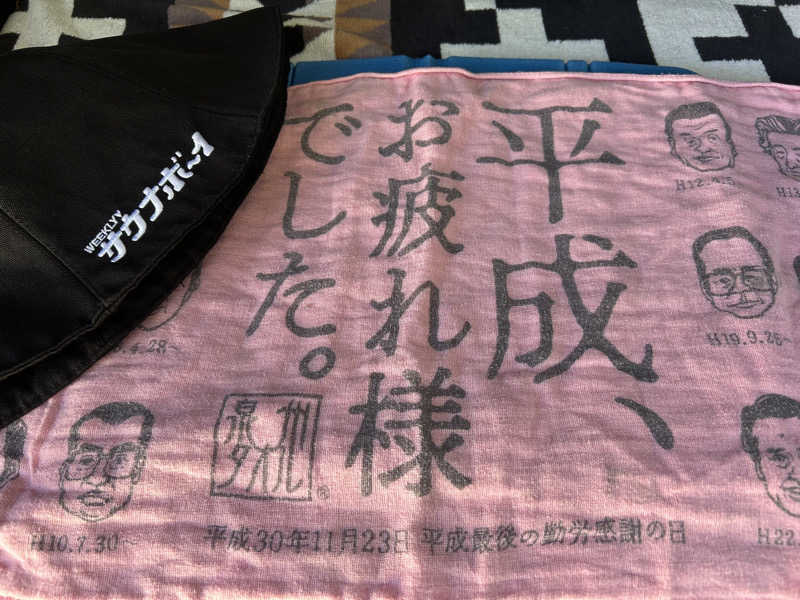 WEEKLY
サウナボ〜イ
平成、
お疲れ様
でした。
H12.4.5
H19.9.26~
4.28~
H10.7.30~
H22.
泉州タオル
®
平成30年11月23日 平成最後の勤労感謝の日